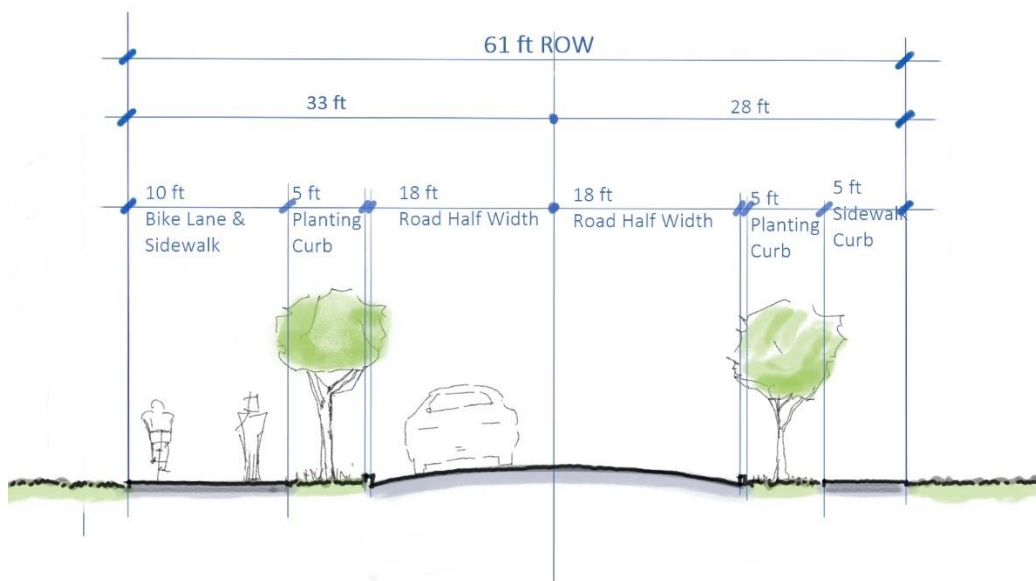 61 ft ROW
33 ft
28 ft
10 ft
Bike Lane &
Sidewalk
5 ft
Planting
Curb
18 ft
Road Half Width
18 ft
Road Half Width
5 ft
Planting
Curb
5 ft
Sidewalk
Curb